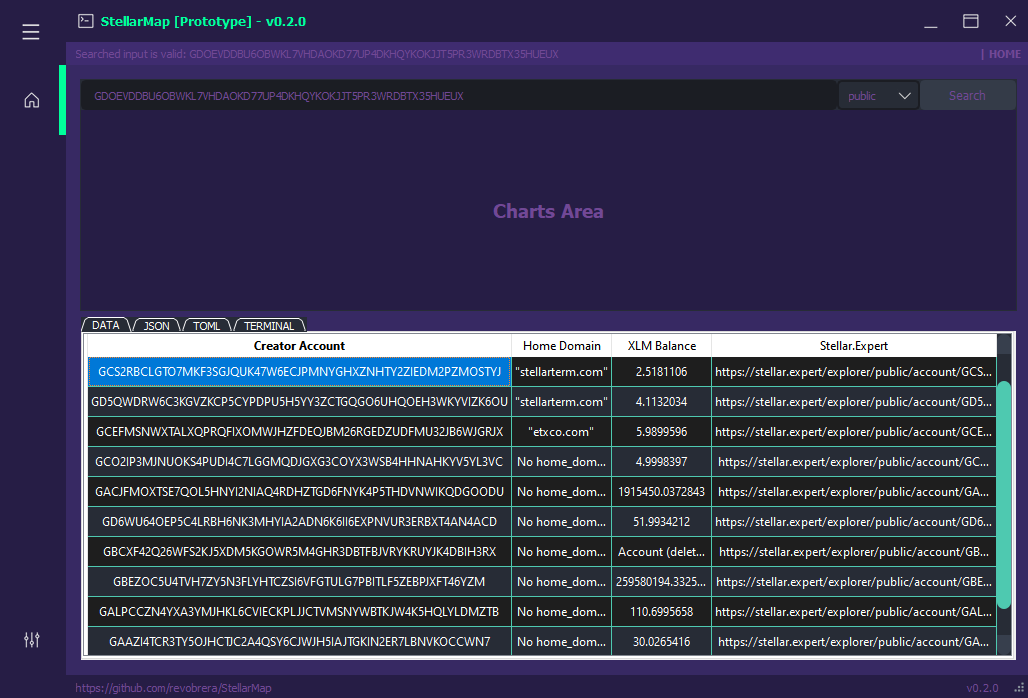 StellarMap [Prototype] - v0.2.0
Searched input is valid: GDOEVDDBU6OBWKL7VHDAOKD77UP4DKHQYKOKJJT5PR3WRDBTX35HUEUX | HOME
GDOEVDDBU6OBWKL7VHDAOKD77UP4DKHQYKOKJJT5PR3WRDBTX35HUEUX public Search
Charts Area
DATA JSON TOML TERMINAL
Creator Account Home Domain XLM Balance Stellar.Expert
GCS2RBCLGTO7MKF3SGJQUK47W6ECJPMNYGHXZNHTY2ZIEDM2PZMOSTYJ "stellarterm.com" 2.5181106 https://stellar.expert/explorer/public/account/GCS...
GD5QWDRW6C3KGVZKCP5CYPDPU5H5YY3ZCTGQGO6UHQOEH3WKYVIZK6OU "stellarterm.com" 4.1132034 https://stellar.expert/explorer/public/account/GD5...
GCEFMSNWXTALXQPRQFIXOMWJHZFDEQJBM26RGEDZUDFMU32JB6WJGRJX "etxco.com" 5.9899596 https://stellar.expert/explorer/public/account/GCE...
GCO2IP3MJNUOKS4PUDI4C7LGGMQDJGXG3COYX3WSB4HHNAHKYV5YL3VC No home_dom... 4.9998397 https://stellar.expert/explorer/public/account/GC...
GACJFMOXTSE7QOL5HNYI2NIAQ4RDHZTGD6FNYK4P5THDVNWIKQDGOODU No home_dom... 1915450.0372843 https://stellar.expert/explorer/public/account/GA...
GD6WU64OEP5C4LRBH6NK3MHYIA2ADN6K6II6EXPNVUR3ERBXT4AN4ACD No home_dom... 51.9934212 https://stellar.expert/explorer/public/account/GD6...
GBCXF42Q26WFS2KJ5XDM5KGOWR5M4GHR3DBTFBJVRYKRUYJK4DBIH3RX No home_dom... Account (delet... https://stellar.expert/explorer/public/account/GB...
GBEZOC5U4TVH7ZY5N3FLYHTCZSI6VFGTULG7PBITLF5ZEBPJXFT46YZM No home_dom... 259580194.3325... https://stellar.expert/explorer/public/account/GBE...
GALPCCZN4YXA3YMJHKL6CVIECKPLJJCTVMSNYWBTKJW4K5HQLYLDMZTB No home_dom... 110.6995658 https://stellar.expert/explorer/public/account/GAL...
GAAZI4TCR3TY5OJHCTJC2A4QSY6CJWJH5IAJTGKIN2ER7LBNVKOCCWN7 No home_dom... 30.0265416 https://stellar.expert/explorer/public/account/GA...
https://github.com/revobrera/StellarMap v0.2.0